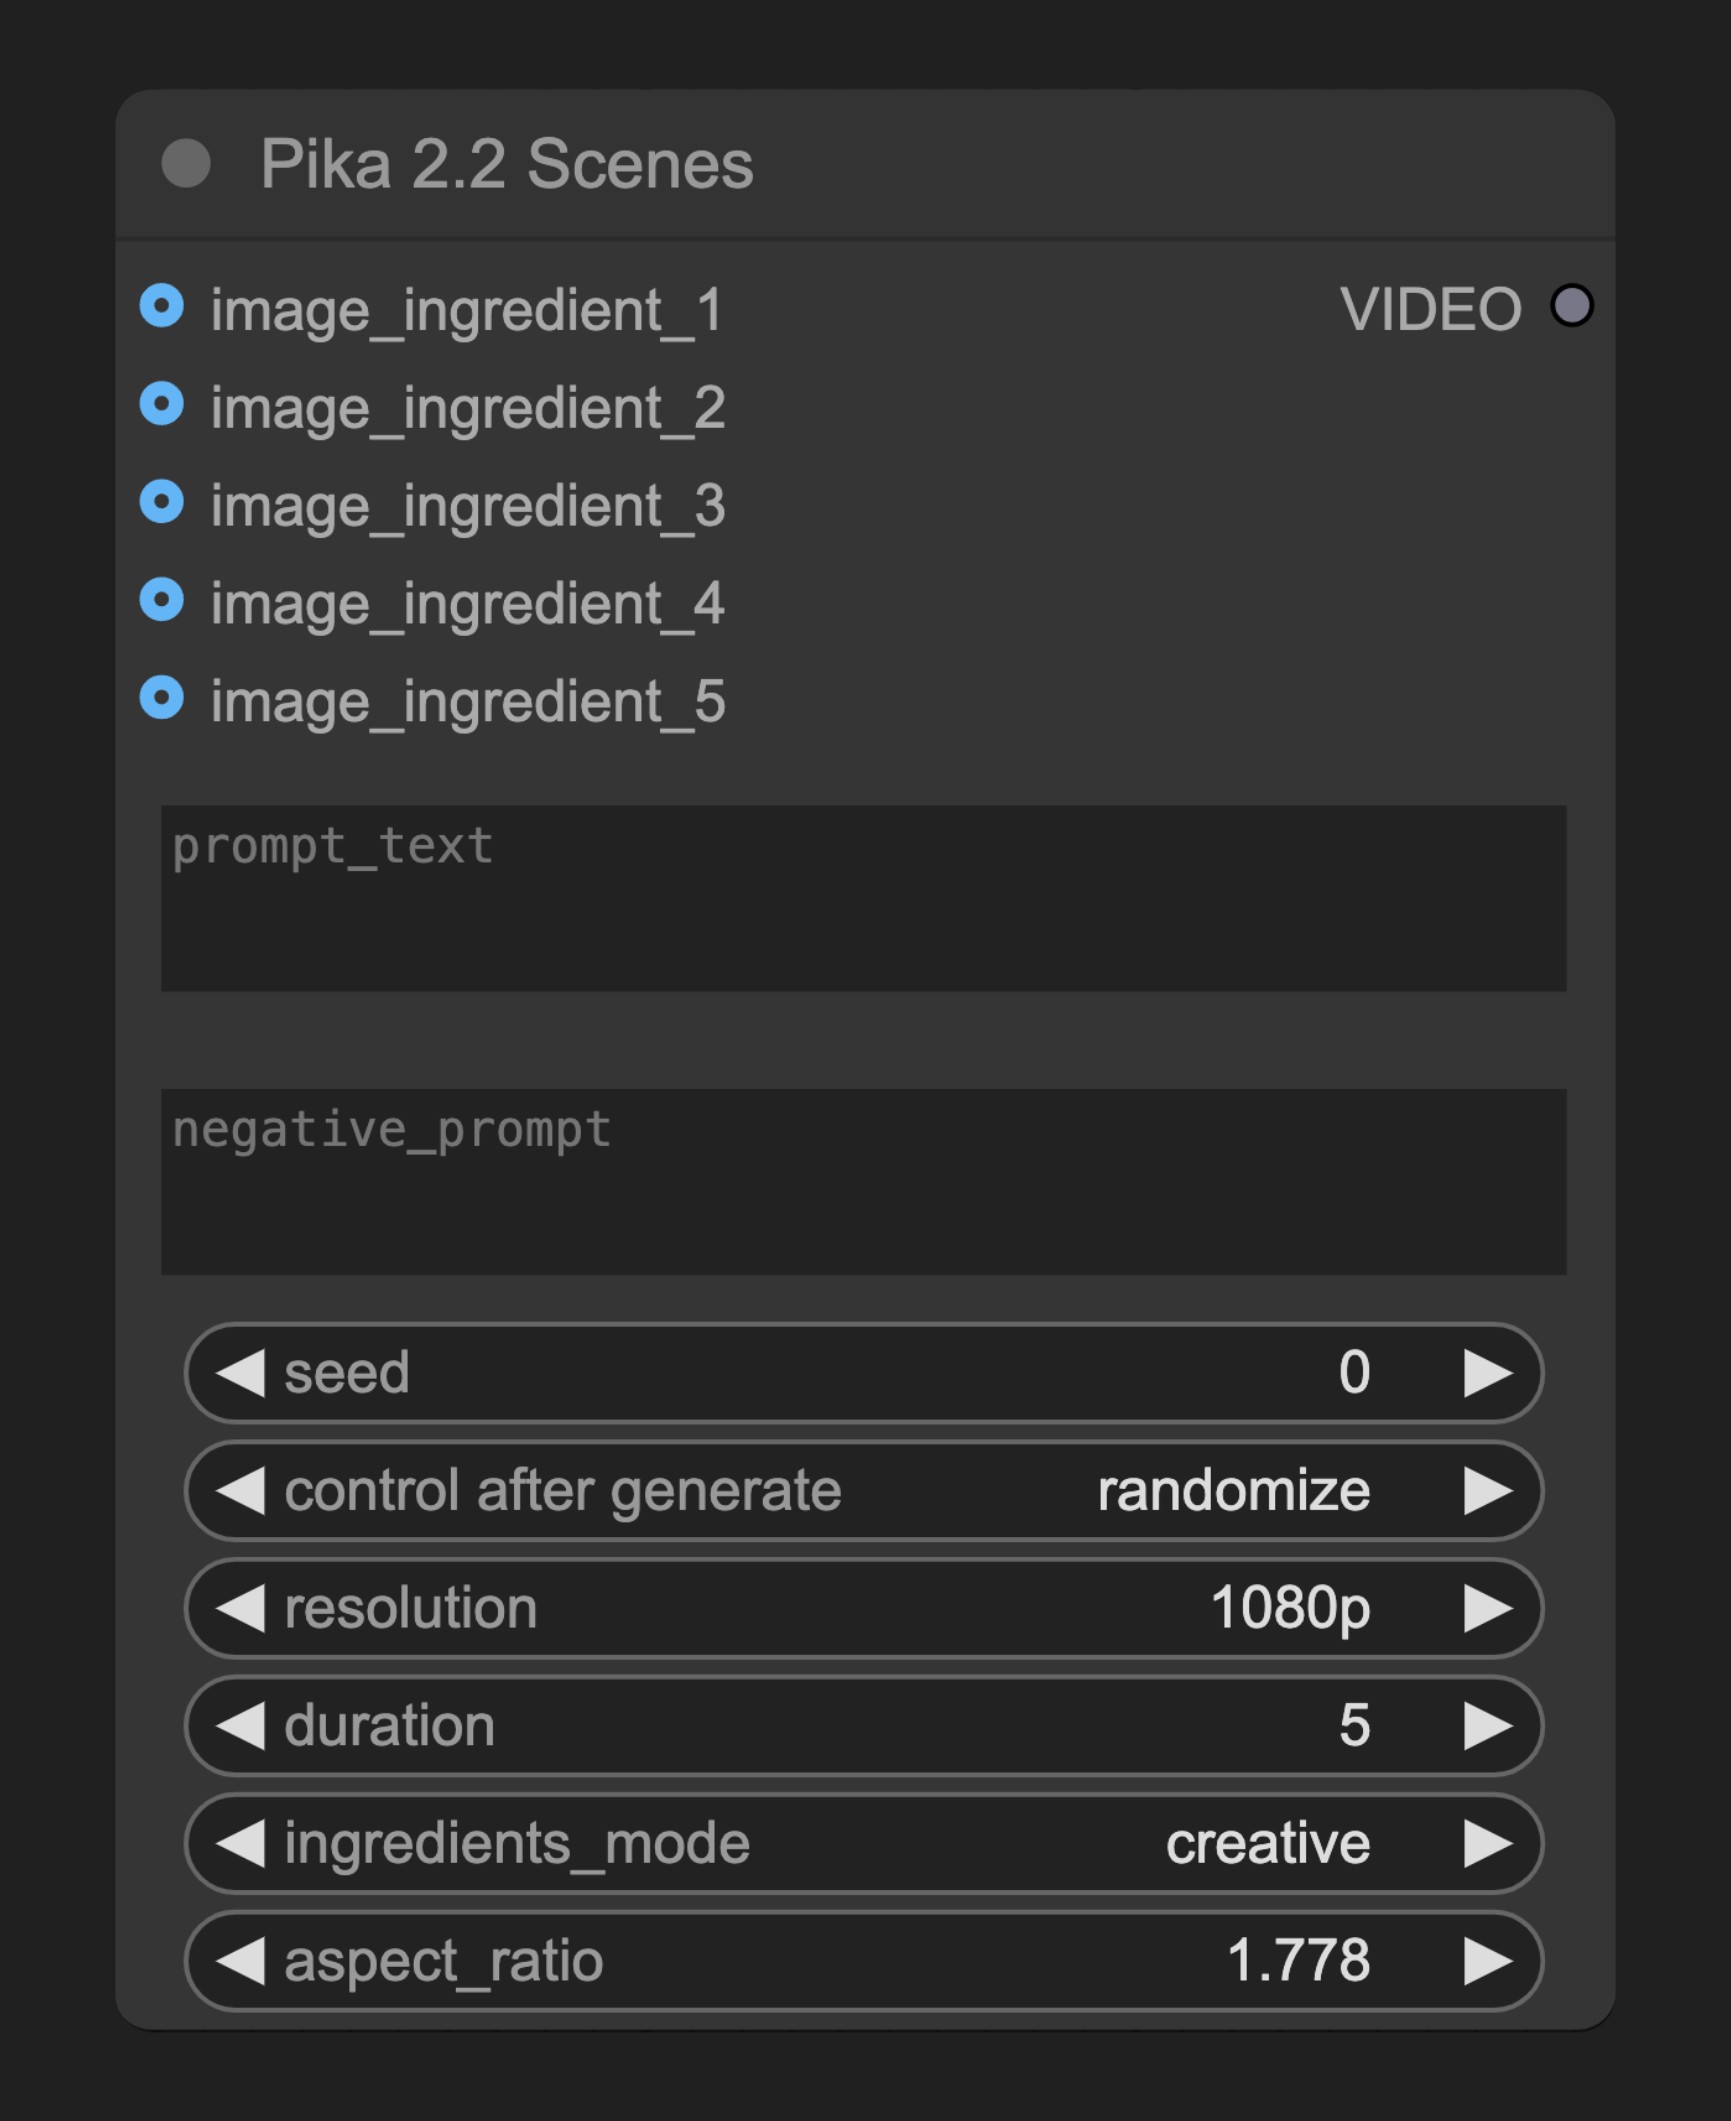 Pika 2.2 Scenes
image_ingredient_1 VIDEO
image_ingredient_2
image_ingredient_3
image_ingredient_4
image_ingredient_5
prompt_text
negative_prompt
seed 0
control after generate randomize
resolution 1080p
duration 5
ingredients_mode creative
aspect_ratio 1.778